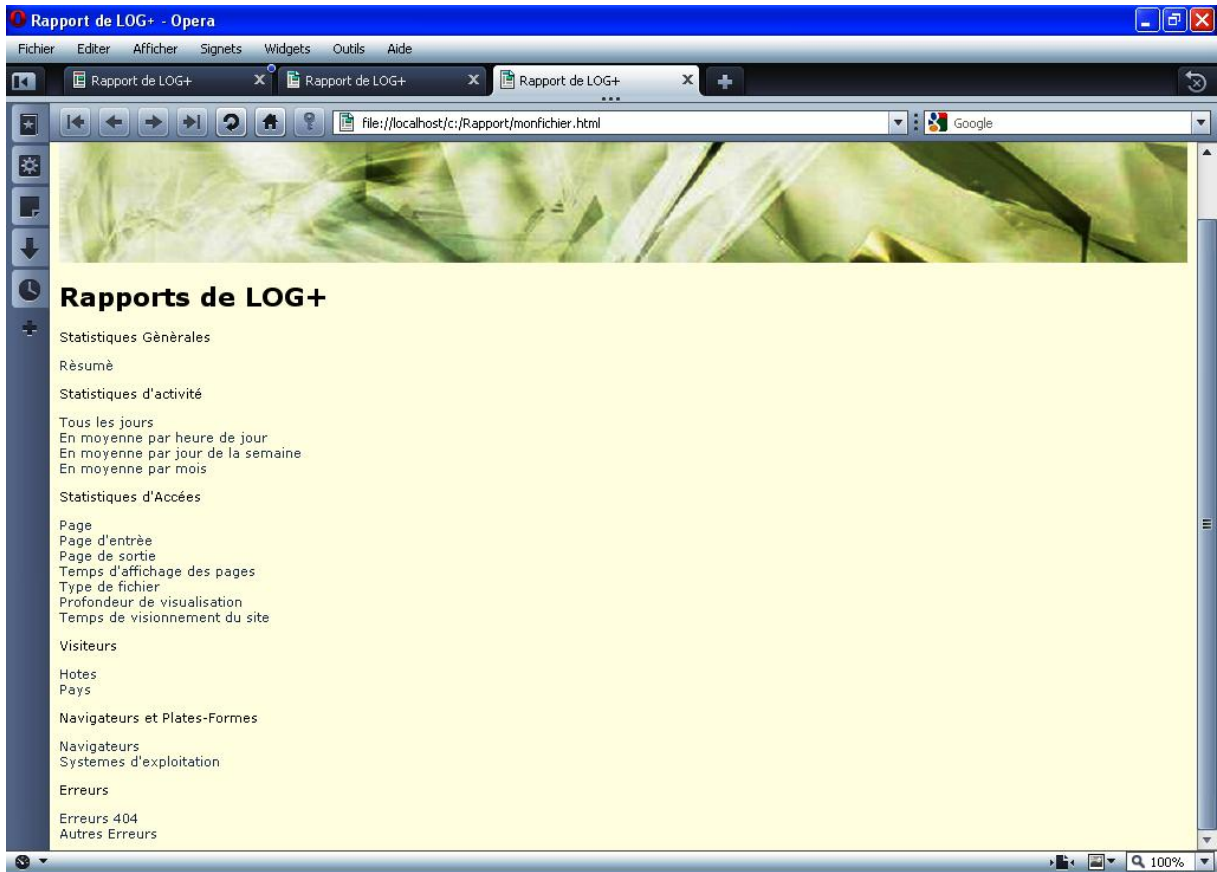 Rapport de LOG+ - Opera
Fichier Editer Afficher Signets Widgets Outils Aide
Rapport de LOG+ Rapport de LOG+ Rapport de LOG+
file://localhost/c:/Rapport/monfichier.html Google
Rapports de LOG+
Statistiques Gènèrales
Rèsumè
Statistiques d'activité
Tous les jours
En moyenne par heure de jour
En moyenne par jour de la semaine
En moyenne par mois
Statistiques d'Accées
Page
Page d'entrèe
Page de sortie
Temps d'affichage des pages
Type de fichier
Profondeur de visualisation
Temps de visionnement du site
Visiteurs
Hotes
Pays
Navigateurs et Plates-Formes
Navigateurs
Systemes d'exploitation
Erreurs
Erreurs 404
Autres Erreurs
100%